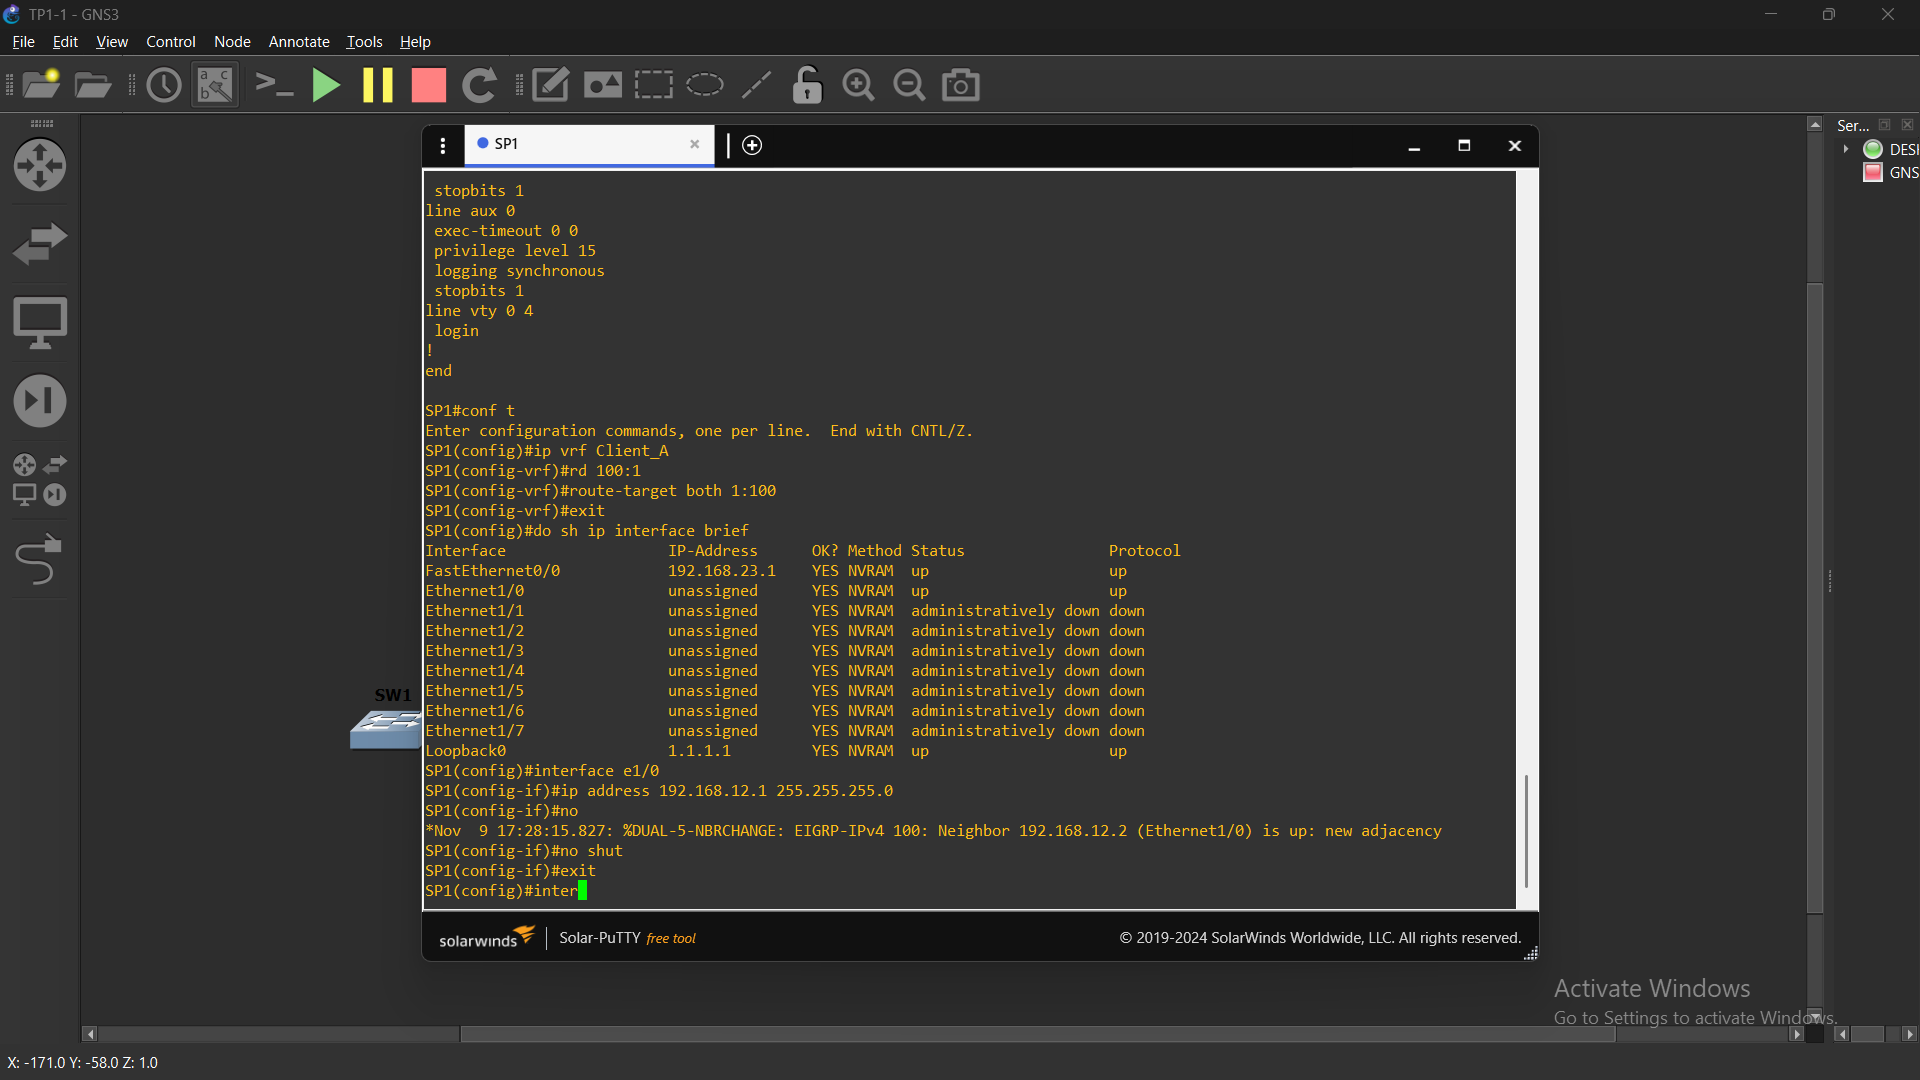 TP1-1 - GNS3
File Edit View Control Node Annotate Tools Help
SP1
Ser...
DESI
GNS
stopbits 1
line aux 0
exec-timeout 0 0
privilege level 15
logging synchronous
stopbits 1
line vty 0 4
login
!
end
SP1#conf t
Enter configuration commands, one per line.  End with CNTL/Z.
SP1(config)#ip vrf Client_A
SP1(config-vrf)#rd 100:1
SP1(config-vrf)#route-target both 1:100
SP1(config-vrf)#exit
SP1(config)#do sh ip interface brief
Interface IP-Address OK? Method Status Protocol
FastEthernet0/0 192.168.23.1 YES NVRAM up up
Ethernet1/0 unassigned YES NVRAM up up
Ethernet1/1 unassigned YES NVRAM administratively down down
Ethernet1/2 unassigned YES NVRAM administratively down down
Ethernet1/3 unassigned YES NVRAM administratively down down
Ethernet1/4 unassigned YES NVRAM administratively down down
Ethernet1/5 unassigned YES NVRAM administratively down down
Ethernet1/6 unassigned YES NVRAM administratively down down
Ethernet1/7 unassigned YES NVRAM administratively down down
Loopback0 1.1.1.1 YES NVRAM up up
SP1(config)#interface e1/0
SP1(config-if)#ip address 192.168.12.1 255.255.255.0
SP1(config-if)#no
*Nov  9 17:28:15.827: %DUAL-5-NBRCHANGE: EIGRP-IPv4 100: Neighbor 192.168.12.2 (Ethernet1/0) is up: new adjacency
SP1(config-if)#no shut
SP1(config-if)#exit
SP1(config)#inter
SW1
solarwinds
Solar-PuTTY free tool
© 2019-2024 SolarWinds Worldwide, LLC. All rights reserved.
Activate Windows
Go to Settings to activate Windows.
X: -171.0 Y: -58.0 Z: 1.0